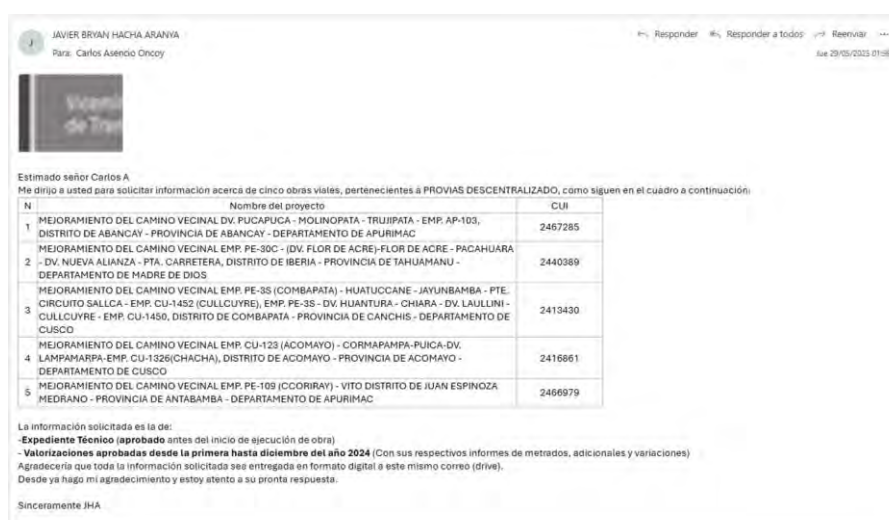 JAVIER BRYAN HACHA ARANYA
Responder Responder a todos Reenviar
J
Para: Carlos Asencio Oncoy
Estimado señor Carlos A
Me dirijo a usted para solicitar información acerca de cinco obras viales, pertenecientes a PROVIAS DESCENTRALIZADO, como siguen en el cuadro a continuación:
N Nombre del proyecto CUI
1 MEJORAMIENTO DEL CAMINO VECINAL DV. PUCAPUCA - MOLINOPATA - TRUJIPATA - EMP. AP-103,
DISTRITO DE ABANCAY - PROVINCIA DE ABANCAY - DEPARTAMENTO DE APURIMAC 2467285
2 MEJORAMIENTO DEL CAMINO VECINAL EMP. PE-30C - (DV. FLOR DE ACRE)-FLOR DE ACRE - PACAHUARA
- DV. NUEVA ALIANZA - PTA. CARRETERA, DISTRITO DE IBERIA - PROVINCIA DE TAHUAMANU -
DEPARTAMENTO DE MADRE DE DIOS 2440389
3 MEJORAMIENTO DEL CAMINO VECINAL EMP. PE-3S (COMBAPATA) - HUATUCCANE - JAYUNBAMBA - PTE.
CIRCUITO SALLCA - EMP. CU-1452 (CULLCUYRE), EMP. PE-3S - DV. HUANTURA - CHIARA - DV. LAULLINI -
CULLCUYRE - EMP. CU-1450, DISTRITO DE COMBAPATA - PROVINCIA DE CANCHIS - DEPARTAMENTO DE
CUSCO 2413430
4 MEJORAMIENTO DEL CAMINO VECINAL EMP. CU-123 (ACOMAYO) - CORMAPAMPA-PUICA-DV.
LAMPAMARPA-EMP. CU-1326(CHACHA), DISTRITO DE ACOMAYO - PROVINCIA DE ACOMAYO -
DEPARTAMENTO DE CUSCO 2416861
5 MEJORAMIENTO DEL CAMINO VECINAL EMP. PE-109 (CCORIRAY) - VITO DISTRITO DE JUAN ESPINOZA
MEDRANO - PROVINCIA DE ANTABAMBA - DEPARTAMENTO DE APURIMAC 2466979
La información solicitada es la de:
-Expediente Técnico (aprobado antes del inicio de ejecución de obra)
- Valorizaciones aprobadas desde la primera hasta diciembre del año 2024 (Con sus respectivos informes de metrados, adicionales y variaciones)
Agradecería que toda la información solicitada sea entregada en formato digital a este mismo correo (drive).
Desde ya hago mi agradecimiento y estoy atento a su pronta respuesta.
Sinceramente JHA